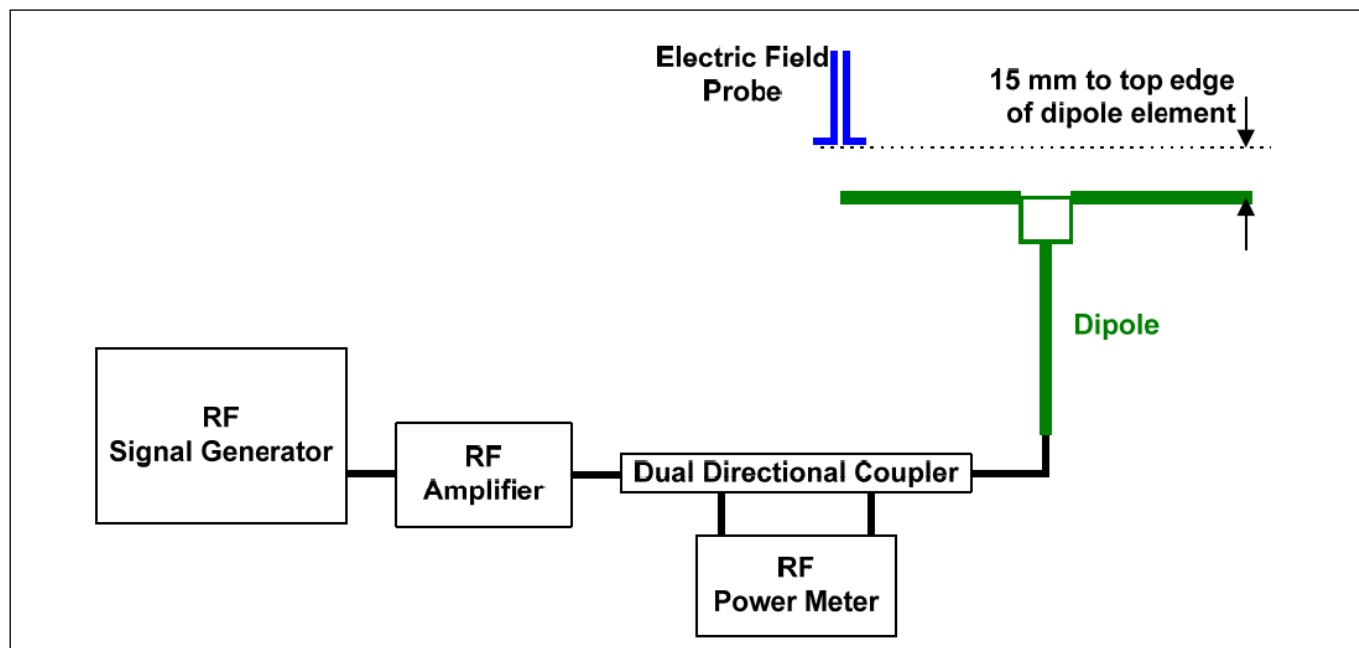 Electric Field
Probe
15 mm to top edge
of dipole element
Dipole
RF
Signal Generator
RF
Amplifier
Dual Directional Coupler
RF
Power Meter